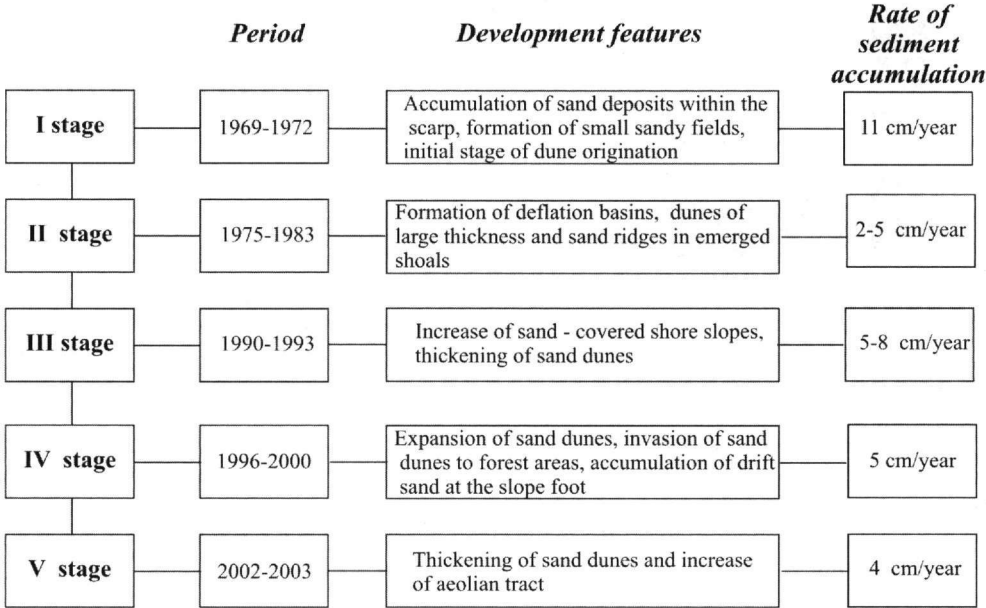 Period
Development features
Rate of
sediment
accumulation
I stage
1969-1972
Accumulation of sand deposits within the
scarp, formation of small sandy fields,
initial stage of dune origination
11 cm/year
II stage
1975-1983
Formation of deflation basins, dunes of
large thickness and sand ridges in emerged
shoals
2-5 cm/year
III stage
1990-1993
Increase of sand - covered shore slopes,
thickening of sand dunes
5-8 cm/year
IV stage
1996-2000
Expansion of sand dunes, invasion of sand
dunes to forest areas, accumulation of drift
sand at the slope foot
5 cm/year
V stage
2002-2003
Thickening of sand dunes and increase
of aeolian tract
4 cm/year